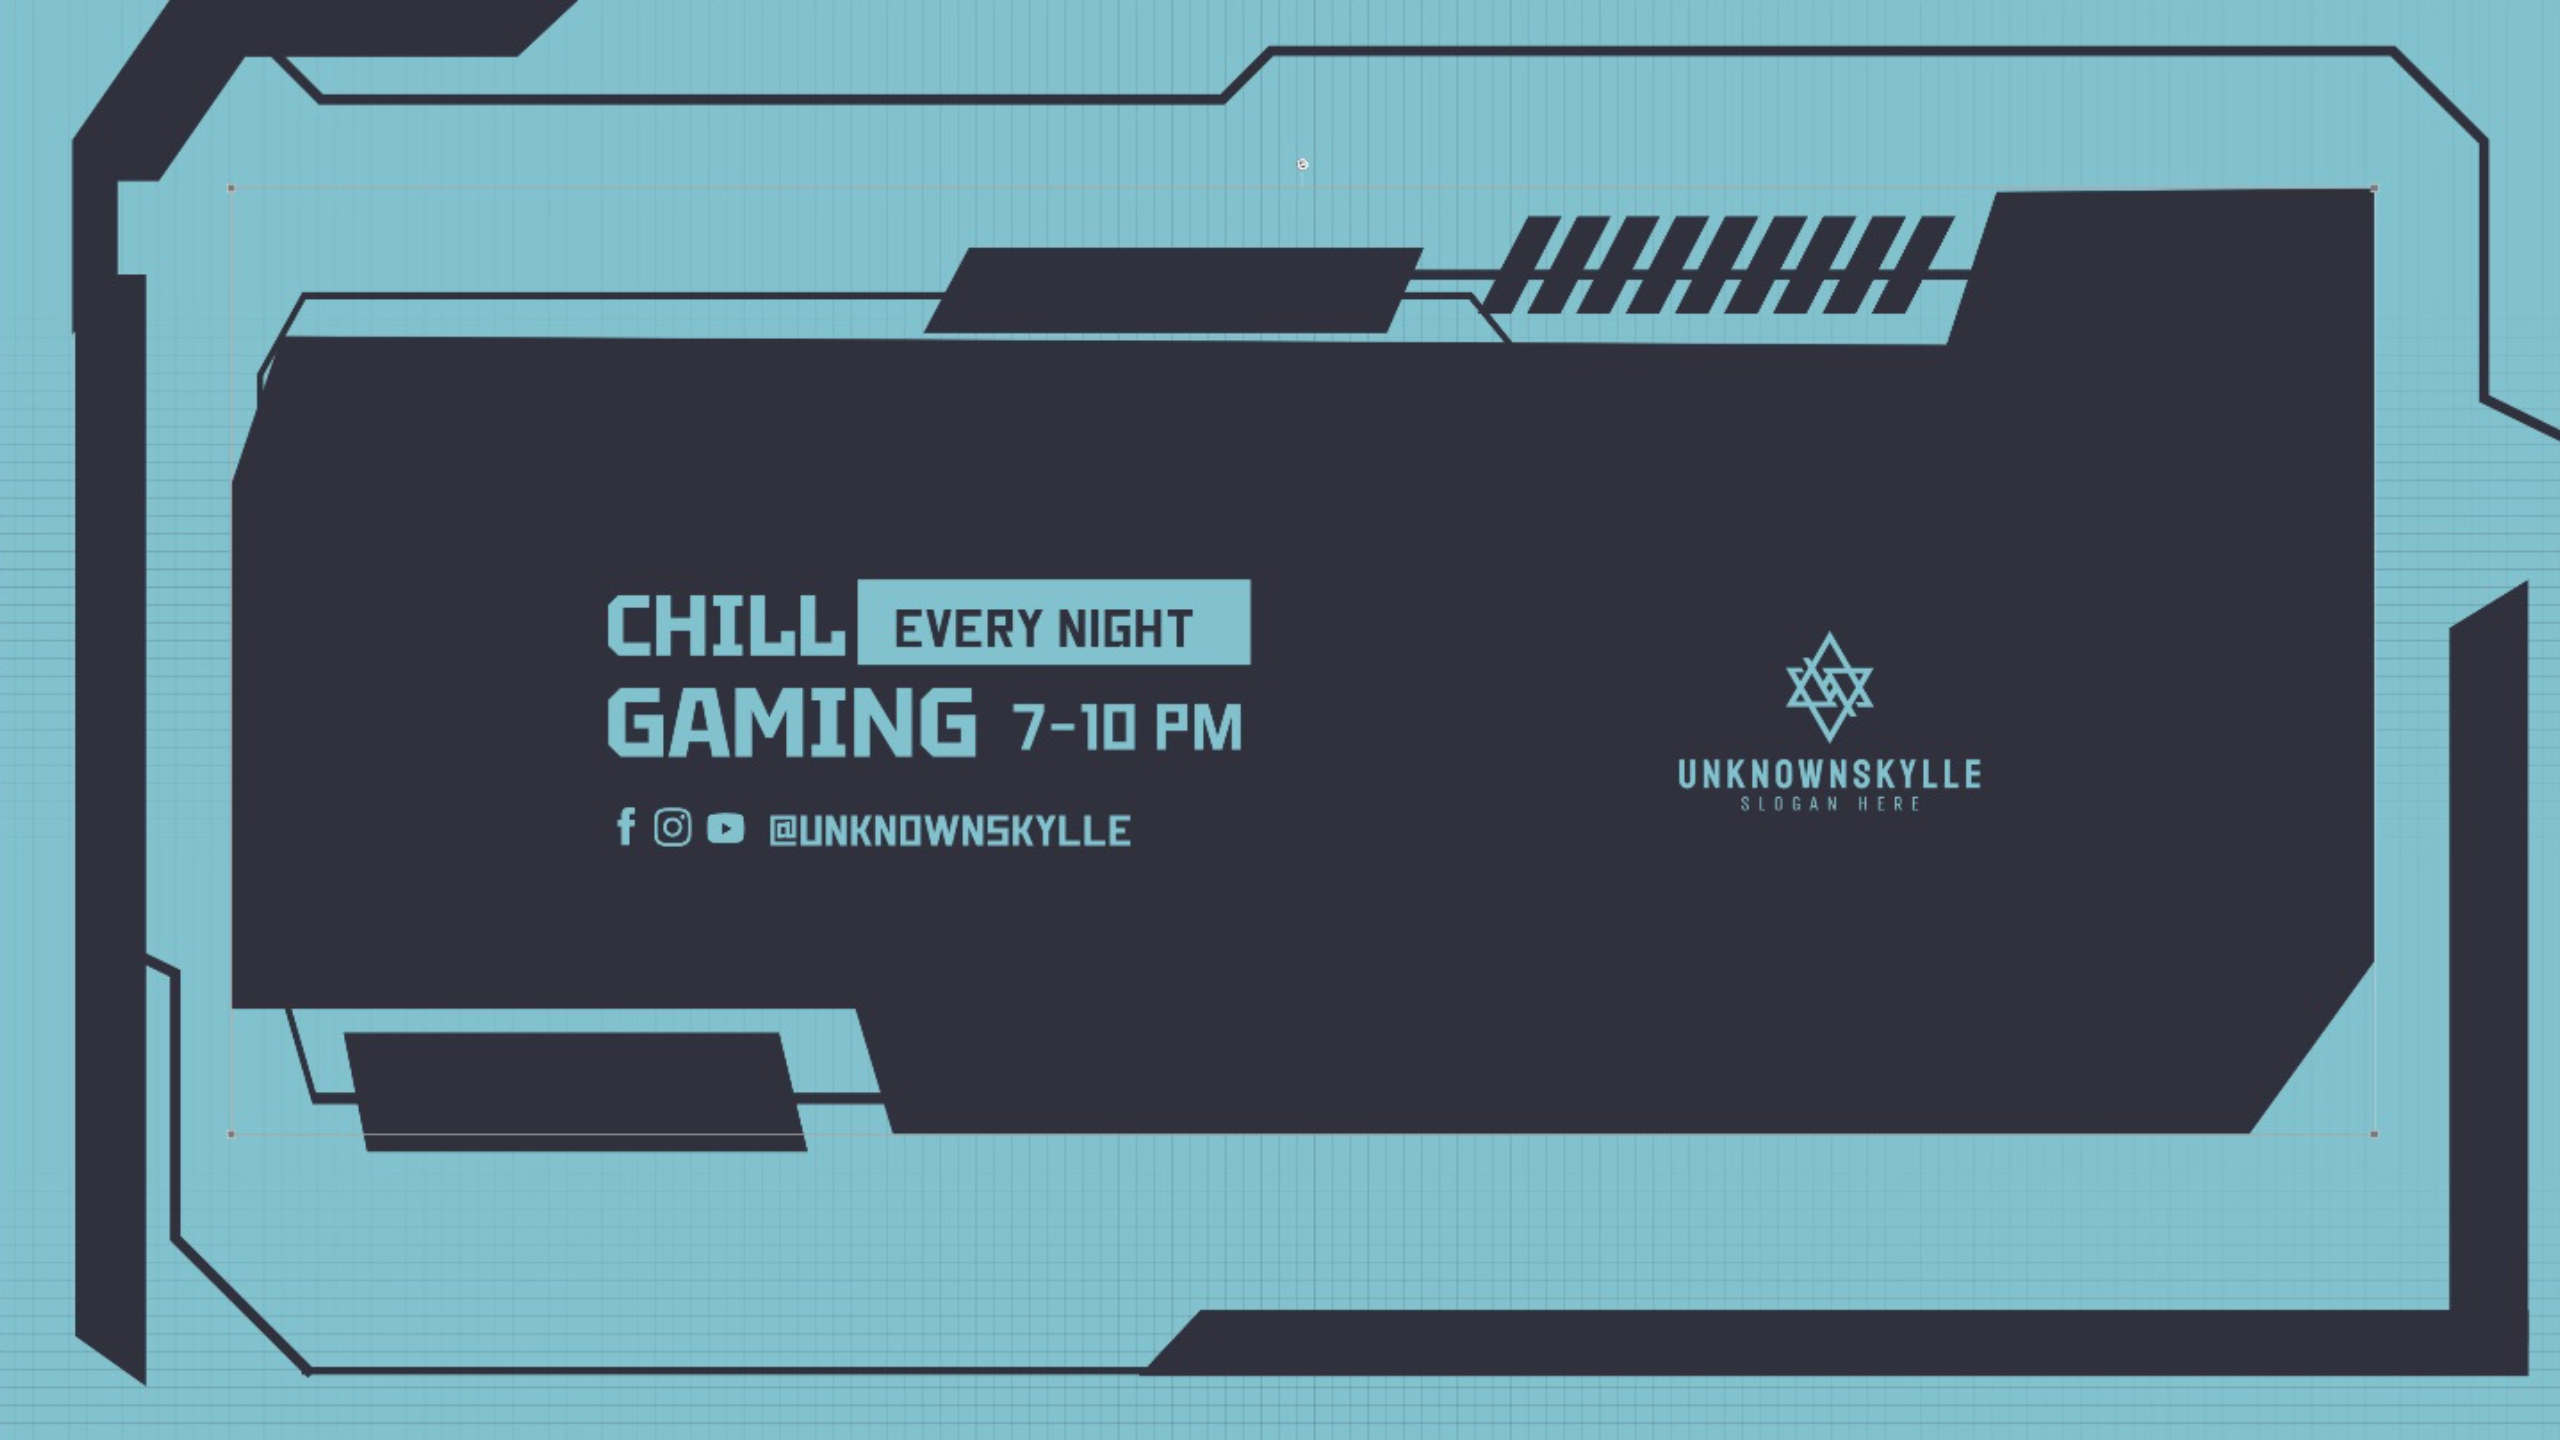 CHILL EVERY NIGHT
GAMING 7-10 PM
@UNKNOWNSKYLLE
UNKNOWNSKYLLE
SLOGAN HERE